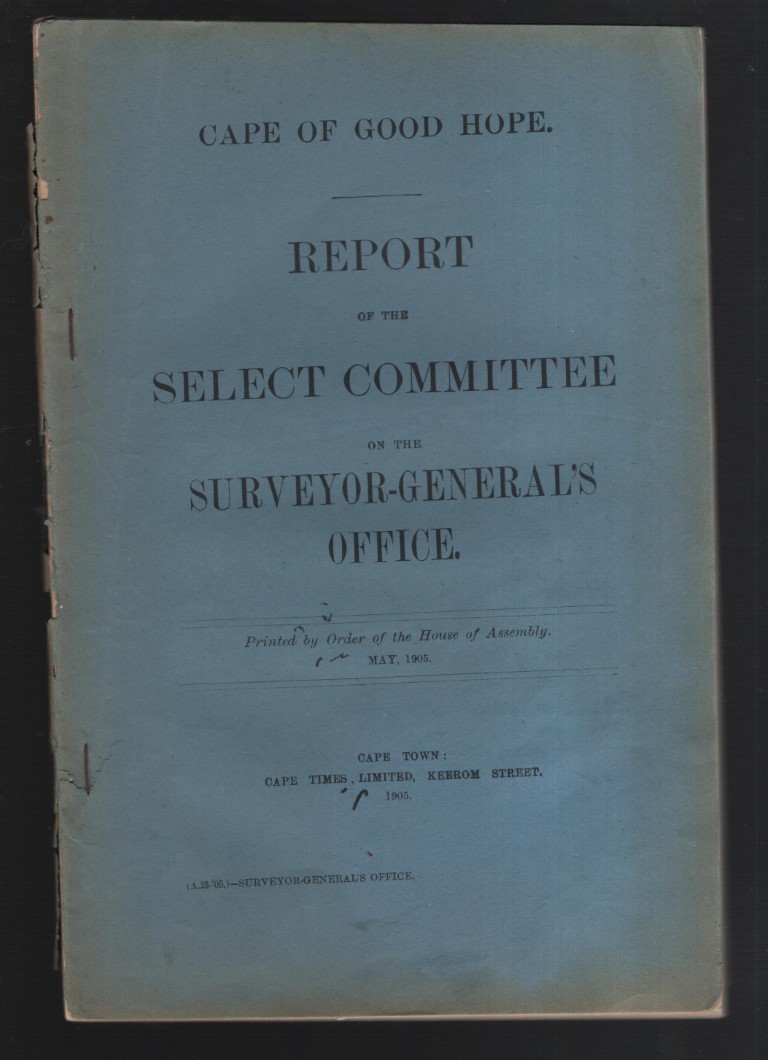 CAPE OF GOOD HOPE.
REPORT
OF THE
SELECT COMMITTEE
ON THE
SURVEYOR-GENERAL'S
OFFICE.
Printed by Order of the House of Assembly.
MAY, 1905.
CAPE TOWN:
CAPE TIMES LIMITED, KEEROM STREET.
1905.
(A.23-'05.)—SURVEYOR-GENERAL'S OFFICE.